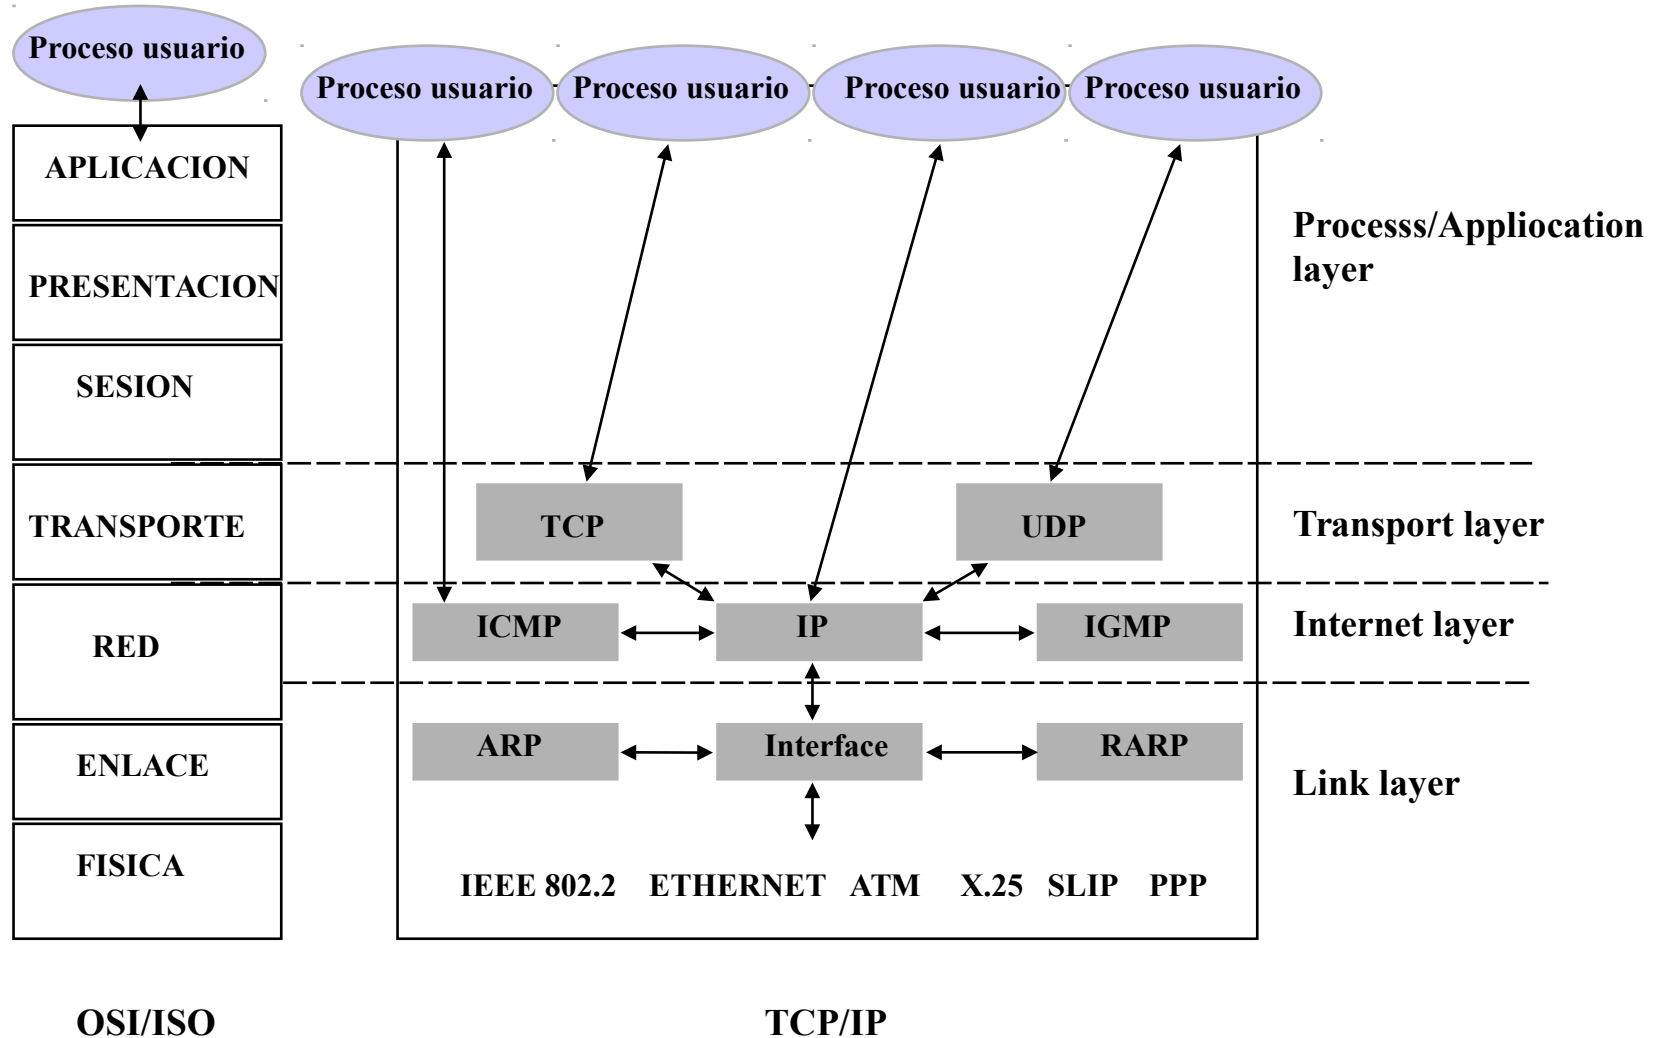 Proceso usuario
Proceso usuario
Proceso usuario
Proceso usuario
Proceso usuario
APLICACION
PRESENTACION
SESION
TRANSPORTE
RED
ENLACE
FISICA
Processs/Appliocation
layer
TCP
UDP
Transport layer
ICMP
IP
IGMP
Internet layer
ARP
Interface
RARP
Link layer
IEEE 802.2 ETHERNET ATM X.25 SLIP PPP
OSI/ISO
TCP/IP